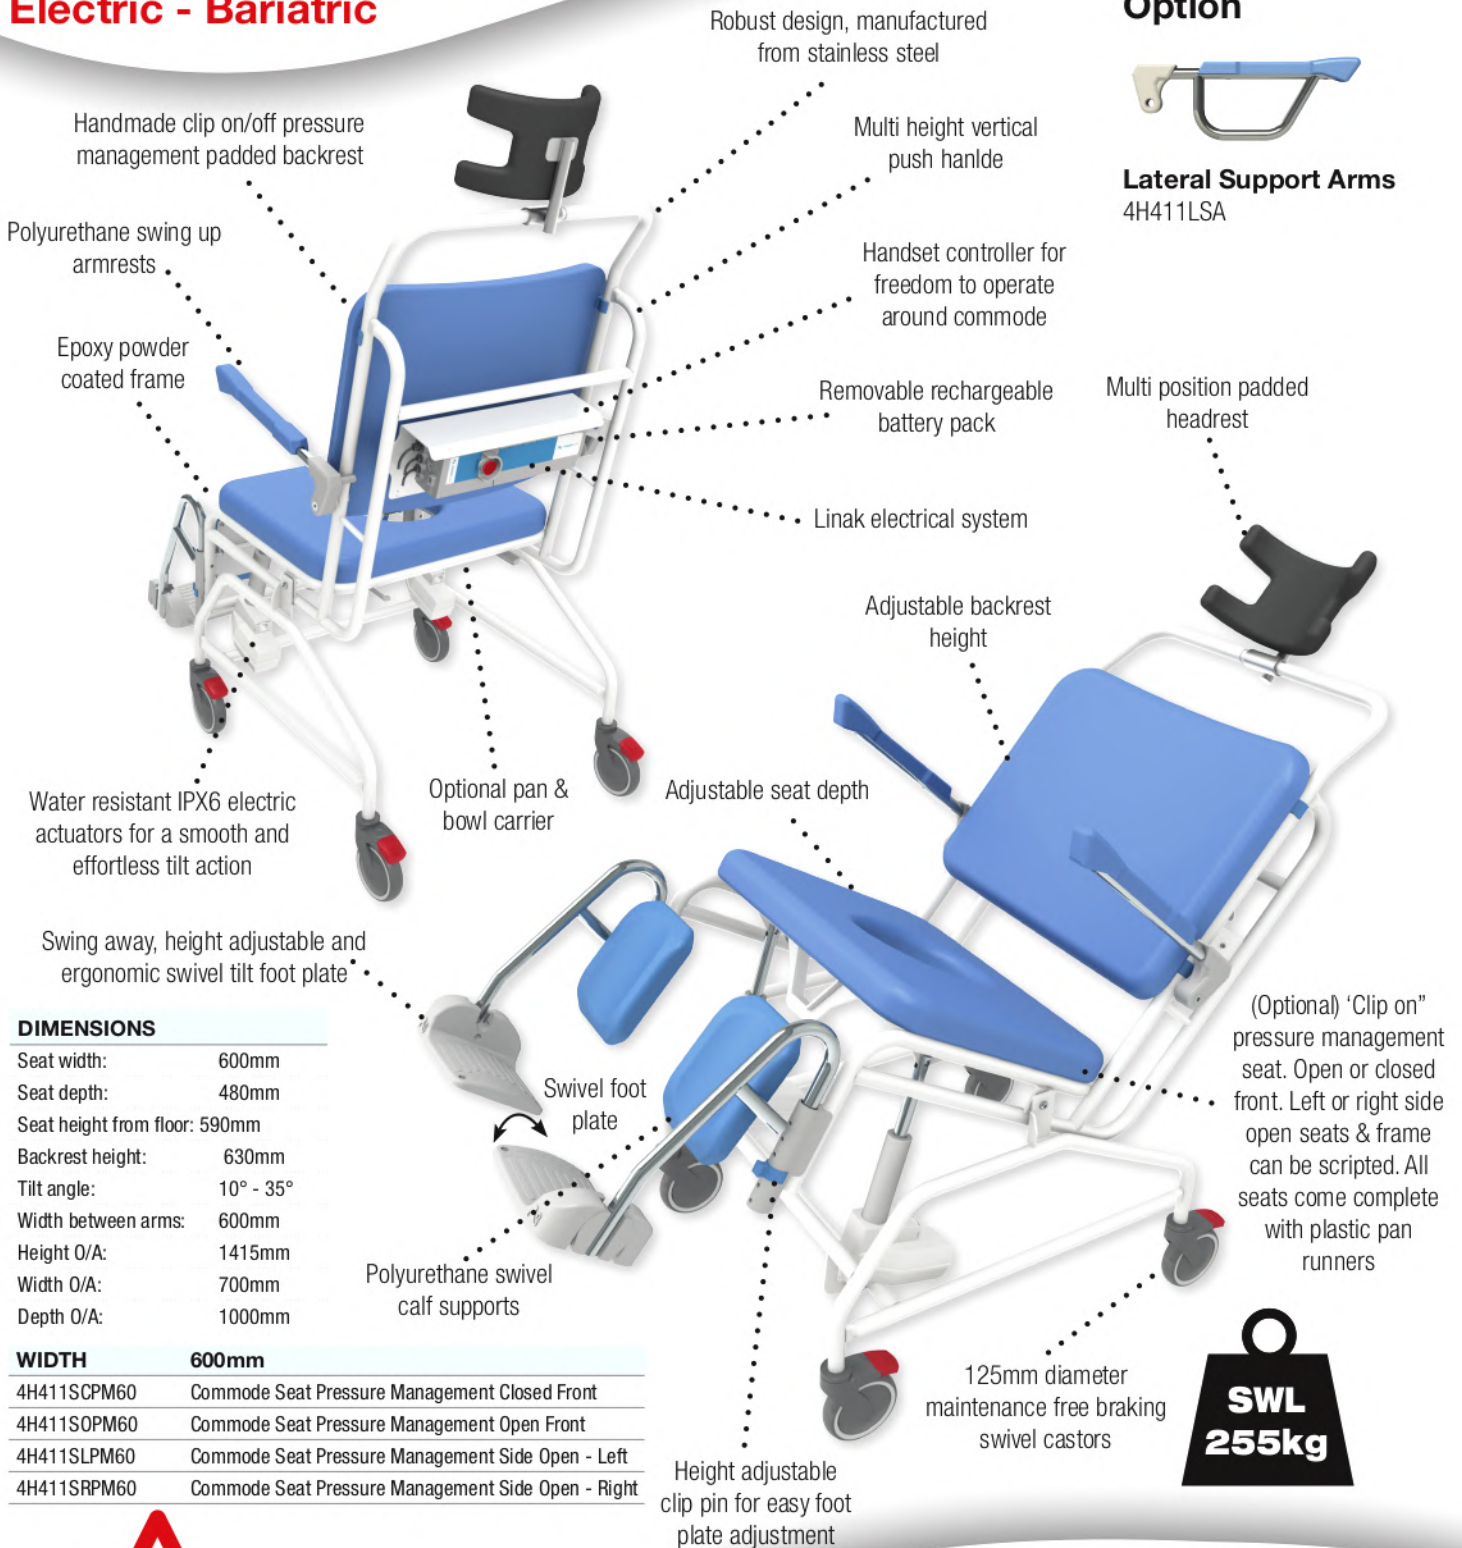 Electric - Bariatric
Robust design, manufactured
from stainless steel
Option
Handmade clip on/off pressure
management padded backrest
Multi height vertical
push hanlde
Lateral Support Arms
4H411LSA
Polyurethane swing up
armrests
Handset controller for
freedom to operate
around commode
Epoxy powder
coated frame
Removable rechargeable
battery pack
Multi position padded
headrest
Linak electrical system
Adjustable backrest
height
Water resistant IPX6 electric
actuators for a smooth and
effortless tilt action
Optional pan &
bowl carrier
Adjustable seat depth
Swing away, height adjustable and
ergonomic swivel tilt foot plate
(Optional) ‘Clip on”
pressure management
seat. Open or closed
front. Left or right side
open seats & frame
can be scripted. All
seats come complete
with plastic pan
runners
Swivel foot
plate
DIMENSIONS
Seat width: 600mm
Seat depth: 480mm
Seat height from floor: 590mm
Backrest height: 630mm
Tilt angle: 10° - 35°
Width between arms: 600mm
Height O/A: 1415mm
Width O/A: 700mm
Depth O/A: 1000mm
Polyurethane swivel
calf supports
WIDTH 600mm
4H411SCPM60 Commode Seat Pressure Management Closed Front
4H411SOPM60 Commode Seat Pressure Management Open Front
4H411SLPM60 Commode Seat Pressure Management Side Open - Left
4H411SRPM60 Commode Seat Pressure Management Side Open - Right
125mm diameter
maintenance free braking
swivel castors
SWL
255kg
Height adjustable
clip pin for easy foot
plate adjustment